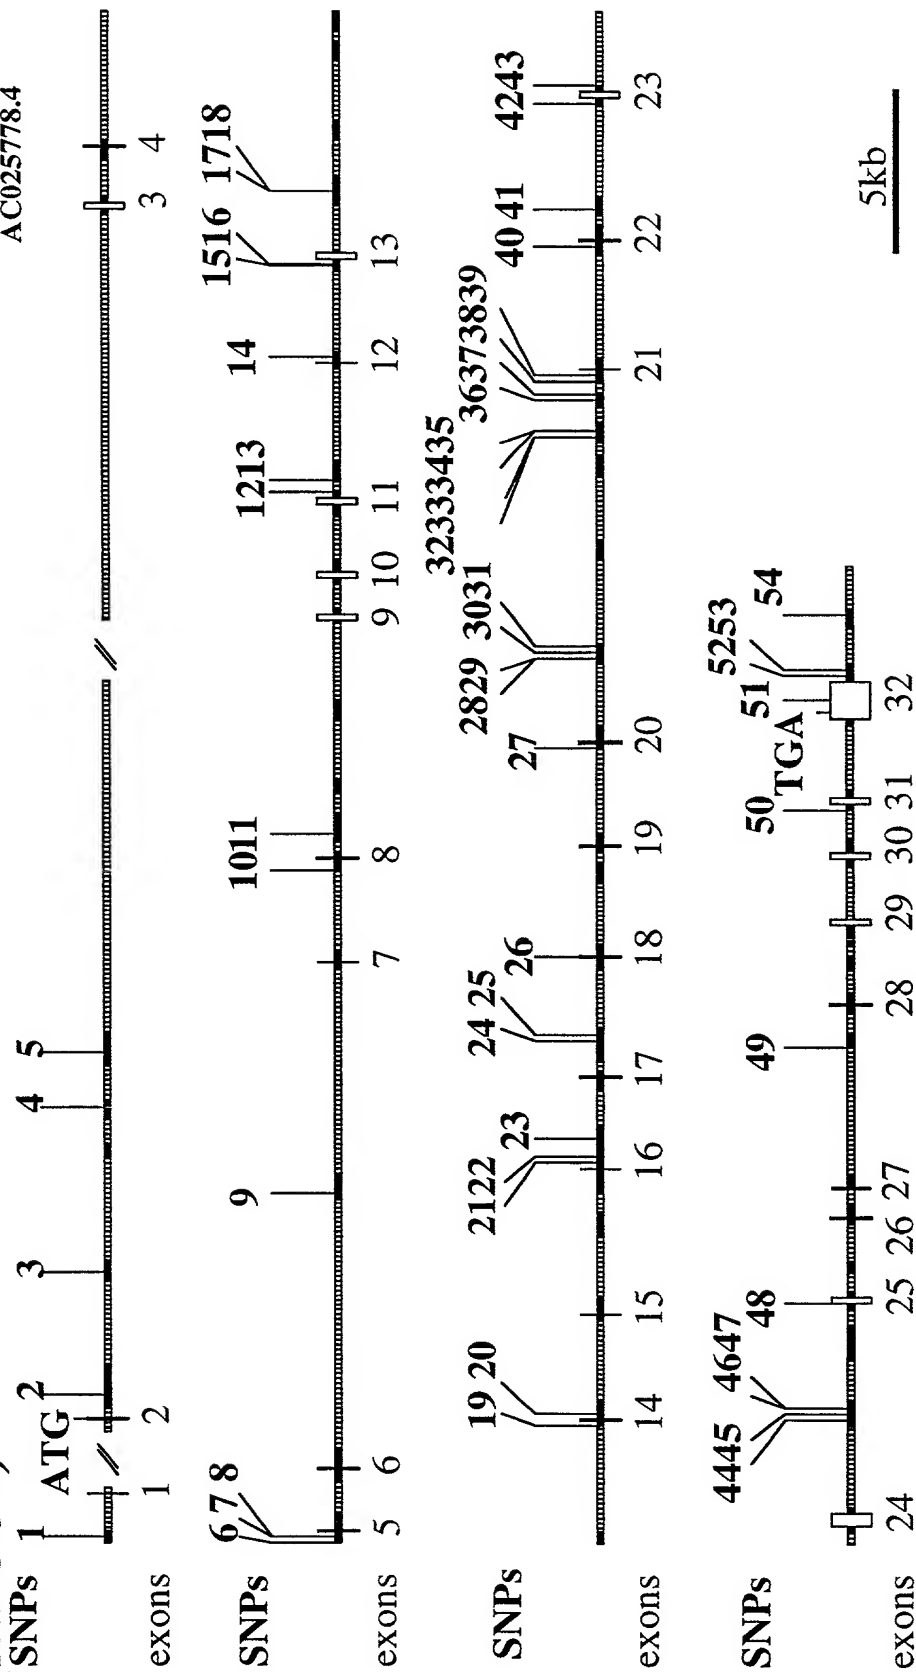 AC025778.4
SNPs 1 ATG 2 3 4 5
exons 1 2 3 4
SNPs 6 7 8 9 1011 1213 14 1516 1718
exons 5 6 7 8 9 10 11 12 13
32333435
SNPs 19 20 2122 23 24 25 26 27 2829 3031 36373839 40 41 4243
exons 14 15 16 17 18 19 20 21 22 23
SNPs 4445 4647 48 49 50 TGA 51 5253 54
exons 24 25 26 27 28 29 30 31 32
5kb